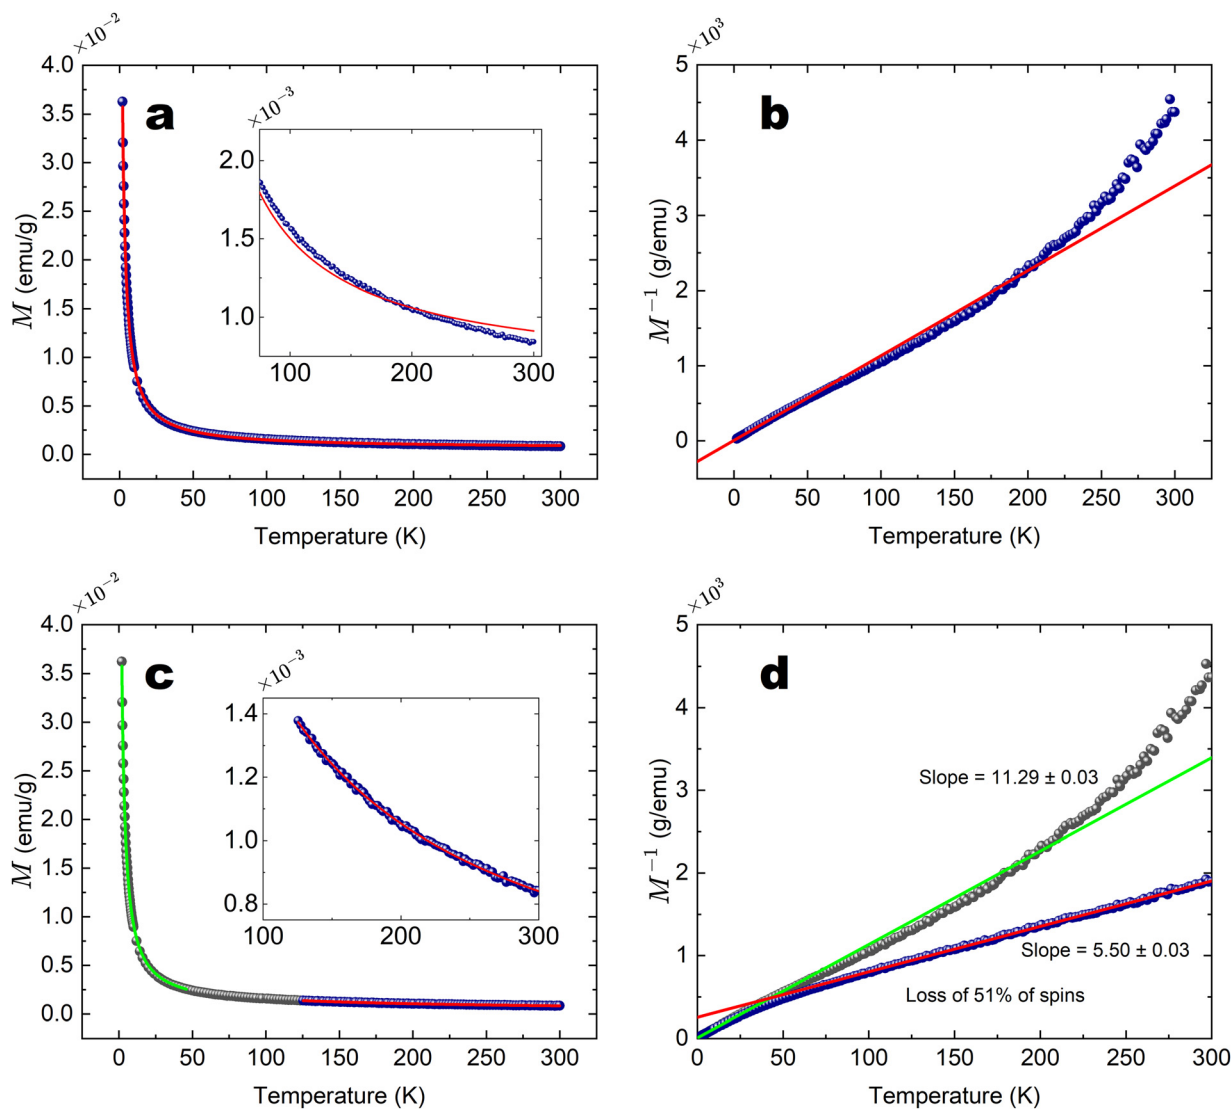 ×10⁻²
4.0
3.5
3.0
2.5
2.0
1.5
1.0
0.5
0.0
M (emu/g)
a
×10⁻³
2.0
1.5
1.0
100 200 300
0 50 100 150 200 250 300
Temperature (K)
×10³
5
4
3
2
1
0
M⁻¹ (g/emu)
b
0 50 100 150 200 250 300
Temperature (K)
×10⁻²
4.0
3.5
3.0
2.5
2.0
1.5
1.0
0.5
0.0
M (emu/g)
c
×10⁻³
1.4
1.2
1.0
0.8
100 200 300
0 50 100 150 200 250 300
Temperature (K)
×10³
5
4
3
2
1
0
M⁻¹ (g/emu)
d
Slope = 11.29 ± 0.03
Slope = 5.50 ± 0.03
Loss of 51% of spins
0 50 100 150 200 250 300
Temperature (K)